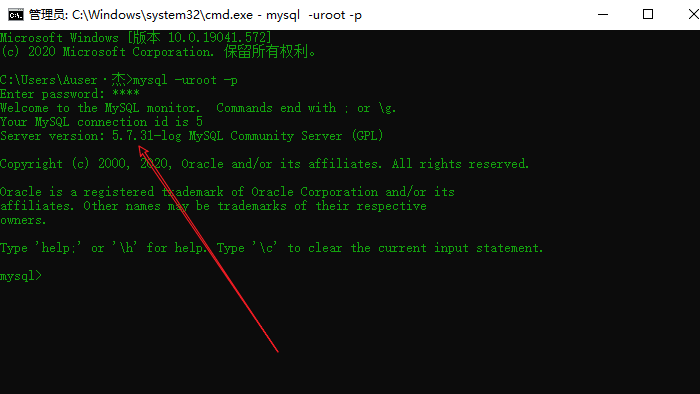 管理员: C:\Windows\system32\cmd.exe - mysql -uroot -p
Microsoft Windows [版本 10.0.19041.572]
(c) 2020 Microsoft Corporation. 保留所有权利。
C:\Users\Auser·杰>mysql -uroot -p
Enter password: ****
Welcome to the MySQL monitor.  Commands end with ; or \g.
Your MySQL connection id is 5
Server version: 5.7.31-log MySQL Community Server (GPL)
Copyright (c) 2000, 2020, Oracle and/or its affiliates. All rights reserved.
Oracle is a registered trademark of Oracle Corporation and/or its
affiliates. Other names may be trademarks of their respective
owners.
Type 'help;' or '\h' for help. Type '\c' to clear the current input statement.
mysql>